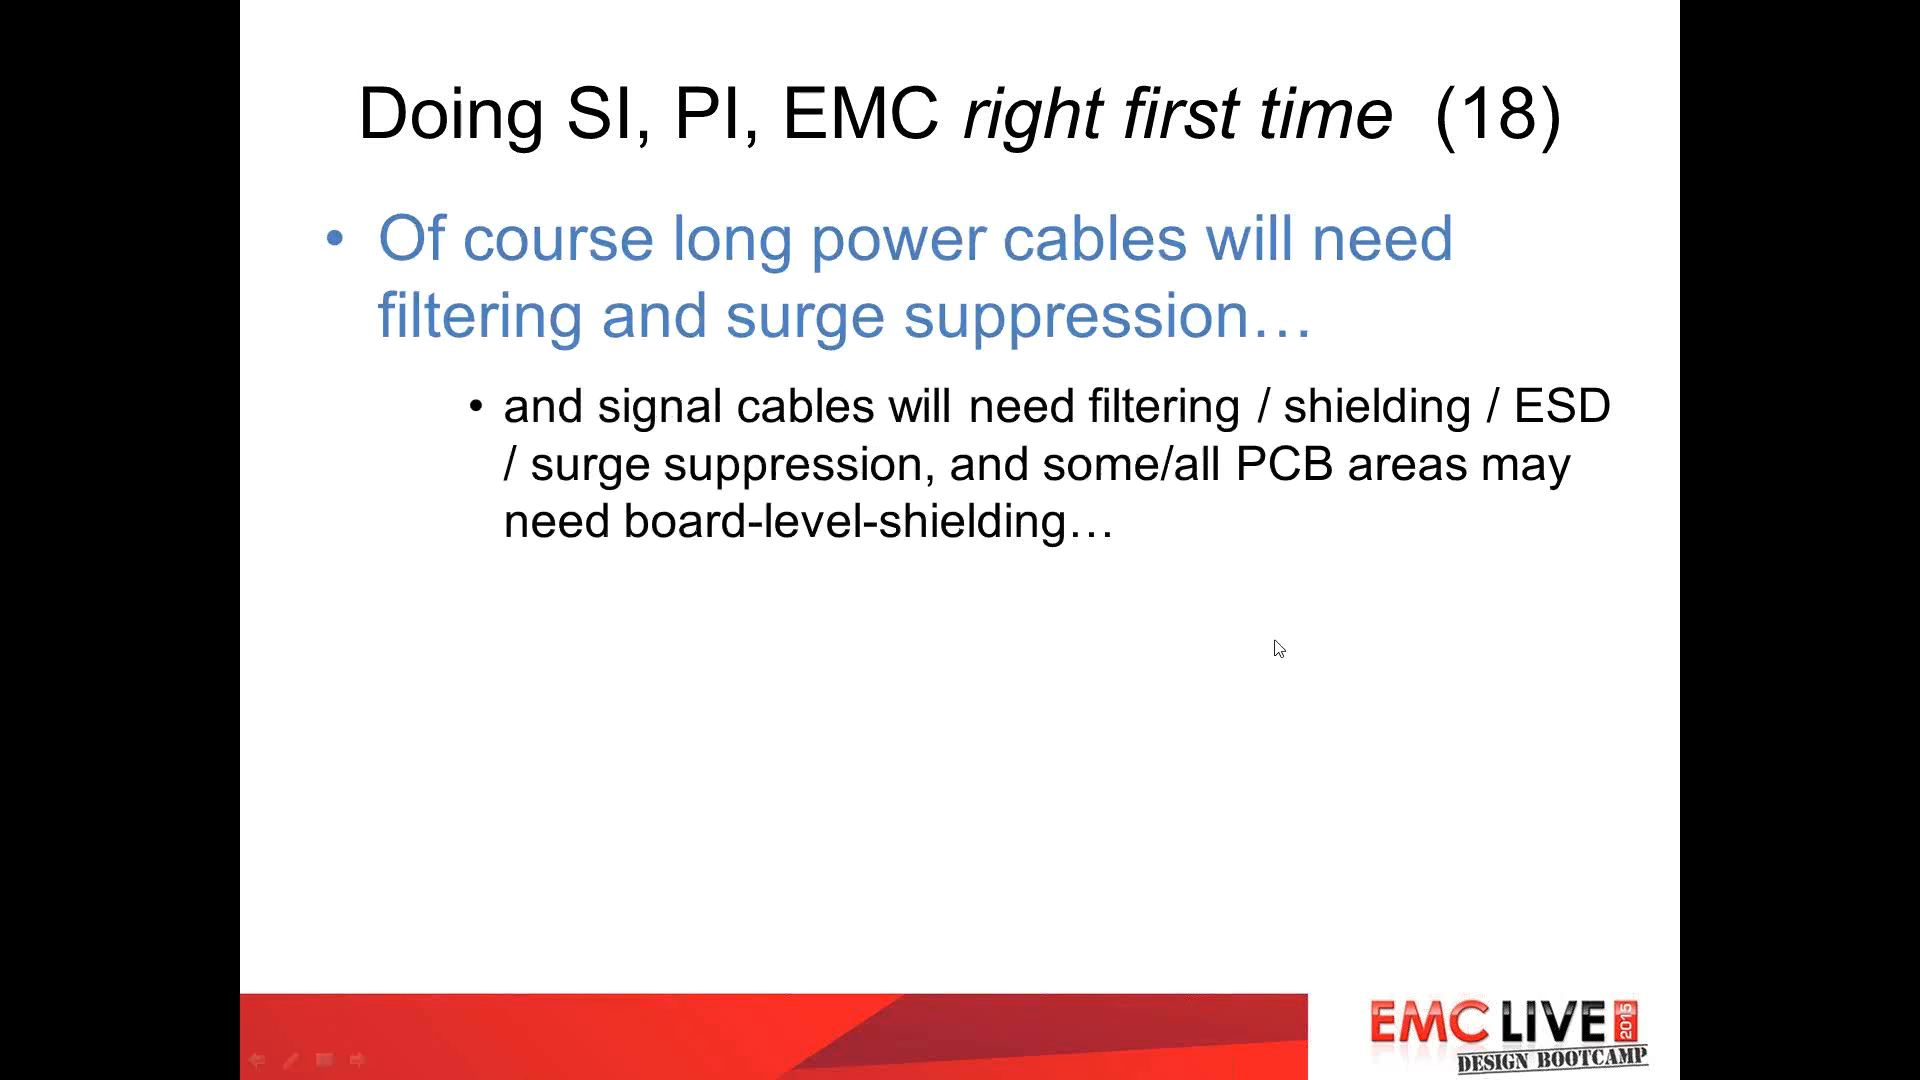 Doing SI, PI, EMC right first time (18)
• Of course long power cables will need
filtering and surge suppression…
• and signal cables will need filtering / shielding / ESD
/ surge suppression, and some/all PCB areas may
need board-level-shielding…
EMC LIVE 2015
DESIGN BOOTCAMP